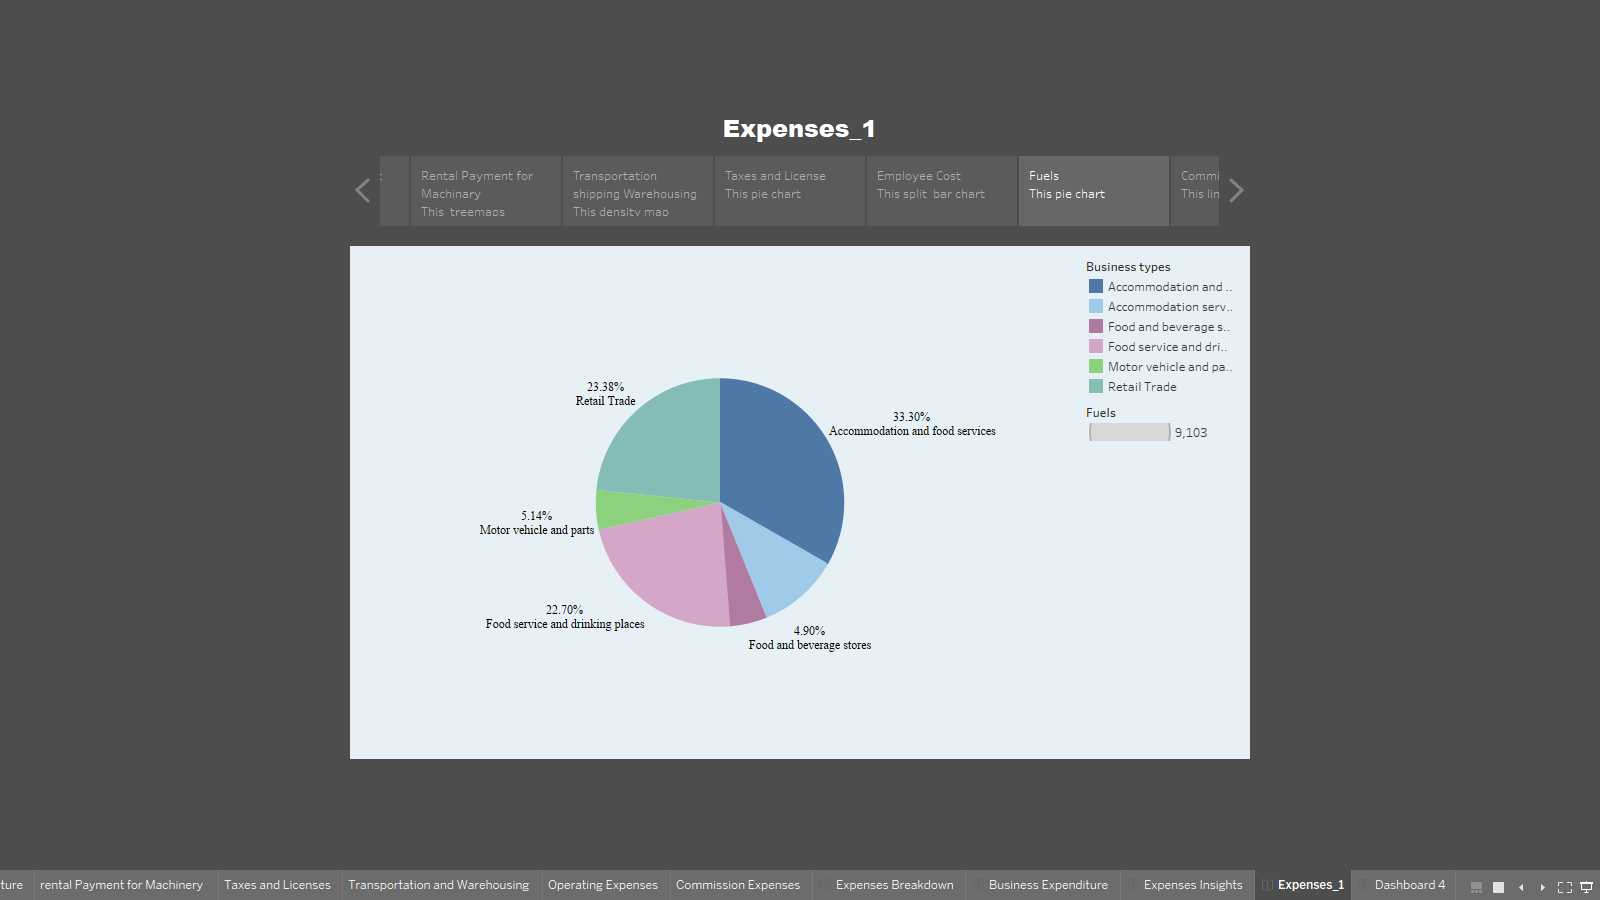 Expenses_1
Rental Payment for
Machinery
This treemaps
Transportation
shipping Warehousing
This density map
Taxes and License
This pie chart
Employee Cost
This split bar chart
Fuels
This pie chart
Commi
This lin
Business types
Accommodation and ..
Accommodation serv..
Food and beverage s..
Food service and dri..
Motor vehicle and pa..
Retail Trade
Fuels
9,103
23.38%
Retail Trade
33.30%
Accommodation and food services
5.14%
Motor vehicle and parts
22.70%
Food service and drinking places
4.90%
Food and beverage stores
ture
rental Payment for Machinery
Taxes and Licenses
Transportation and Warehousing
Operating Expenses
Commission Expenses
Expenses Breakdown
Business Expenditure
Expenses Insights
Expenses_1
Dashboard 4